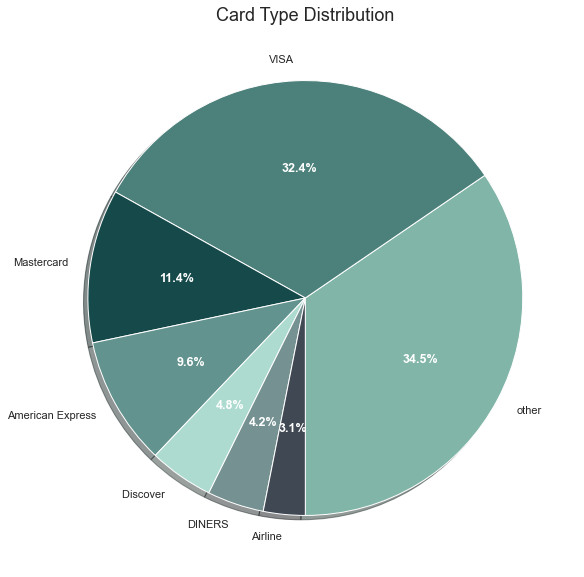 Card Type Distribution
VISA
32.4%
Mastercard
11.4%
9.6%
American Express
34.5%
other
4.8%
4.2%
3.1%
Discover
DINERS
Airline